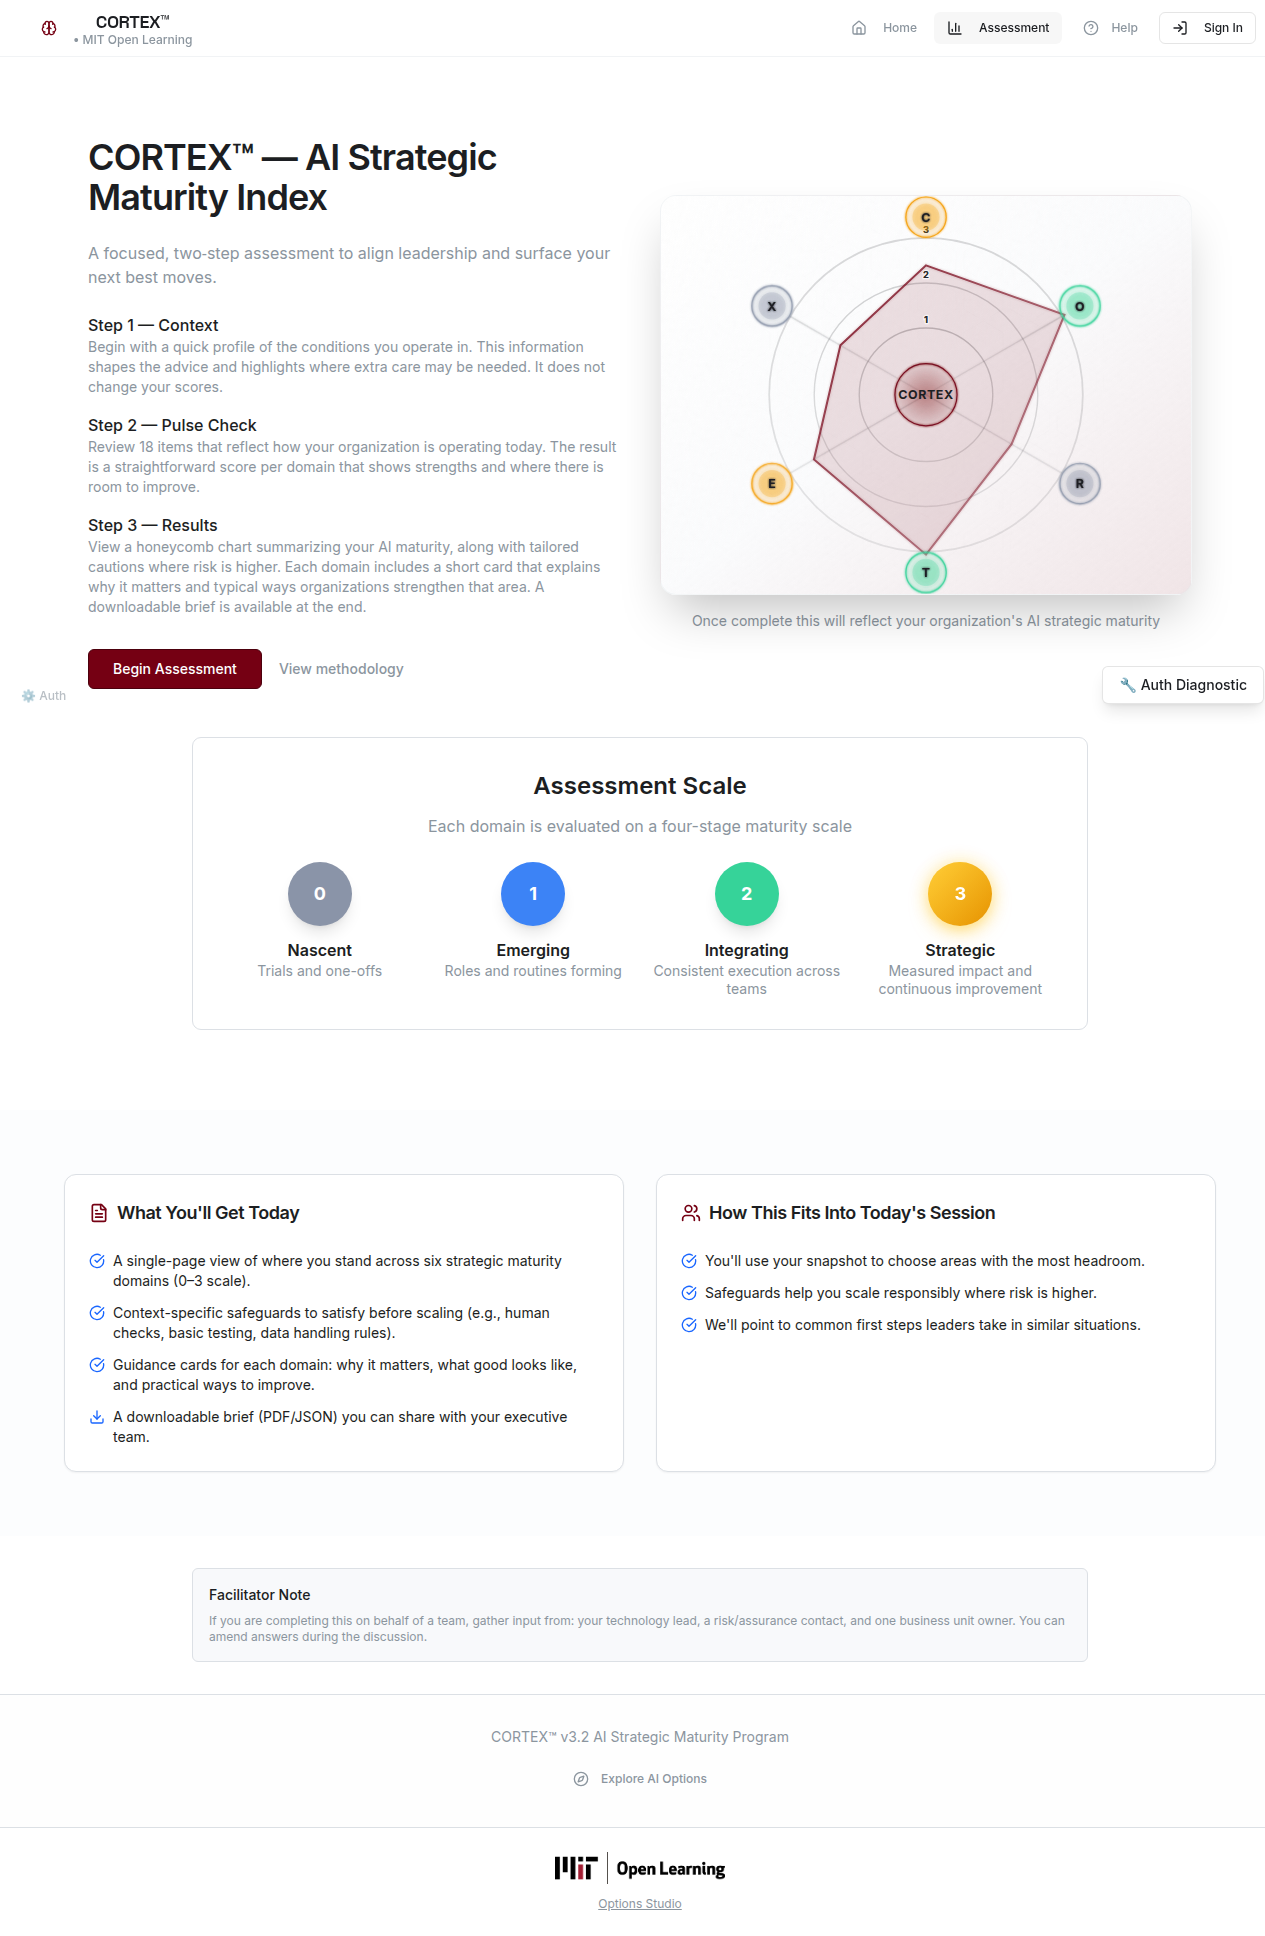 CORTEX™
• MIT Open Learning
Home
Assessment
Help
Sign In
CORTEX™ — AI Strategic
Maturity Index
A focused, two-step assessment to align leadership and surface your
next best moves.
Step 1 — Context
Begin with a quick profile of the conditions you operate in. This information
shapes the advice and highlights where extra care may be needed. It does not
change your scores.
Step 2 — Pulse Check
Review 18 items that reflect how your organization is operating today. The result
is a straightforward score per domain that shows strengths and where there is
room to improve.
Step 3 — Results
View a honeycomb chart summarizing your AI maturity, along with tailored
cautions where risk is higher. Each domain includes a short card that explains
why it matters and typical ways organizations strengthen that area. A
downloadable brief is available at the end.
Begin Assessment
View methodology
C
3
2
X
O
1
CORTEX
E
R
T
Once complete this will reflect your organization's AI strategic maturity
⚙️ Auth
🔧 Auth Diagnostic
Assessment Scale
Each domain is evaluated on a four-stage maturity scale
0
1
2
3
Nascent
Trials and one-offs
Emerging
Roles and routines forming
Integrating
Consistent execution across
teams
Strategic
Measured impact and
continuous improvement
What You'll Get Today
A single-page view of where you stand across six strategic maturity
domains (0–3 scale).
Context-specific safeguards to satisfy before scaling (e.g., human
checks, basic testing, data handling rules).
Guidance cards for each domain: why it matters, what good looks like,
and practical ways to improve.
A downloadable brief (PDF/JSON) you can share with your executive
team.
How This Fits Into Today's Session
You'll use your snapshot to choose areas with the most headroom.
Safeguards help you scale responsibly where risk is higher.
We'll point to common first steps leaders take in similar situations.
Facilitator Note
If you are completing this on behalf of a team, gather input from: your technology lead, a risk/assurance contact, and one business unit owner. You can
amend answers during the discussion.
CORTEX™ v3.2 AI Strategic Maturity Program
Explore AI Options
MIT Open Learning
Options Studio